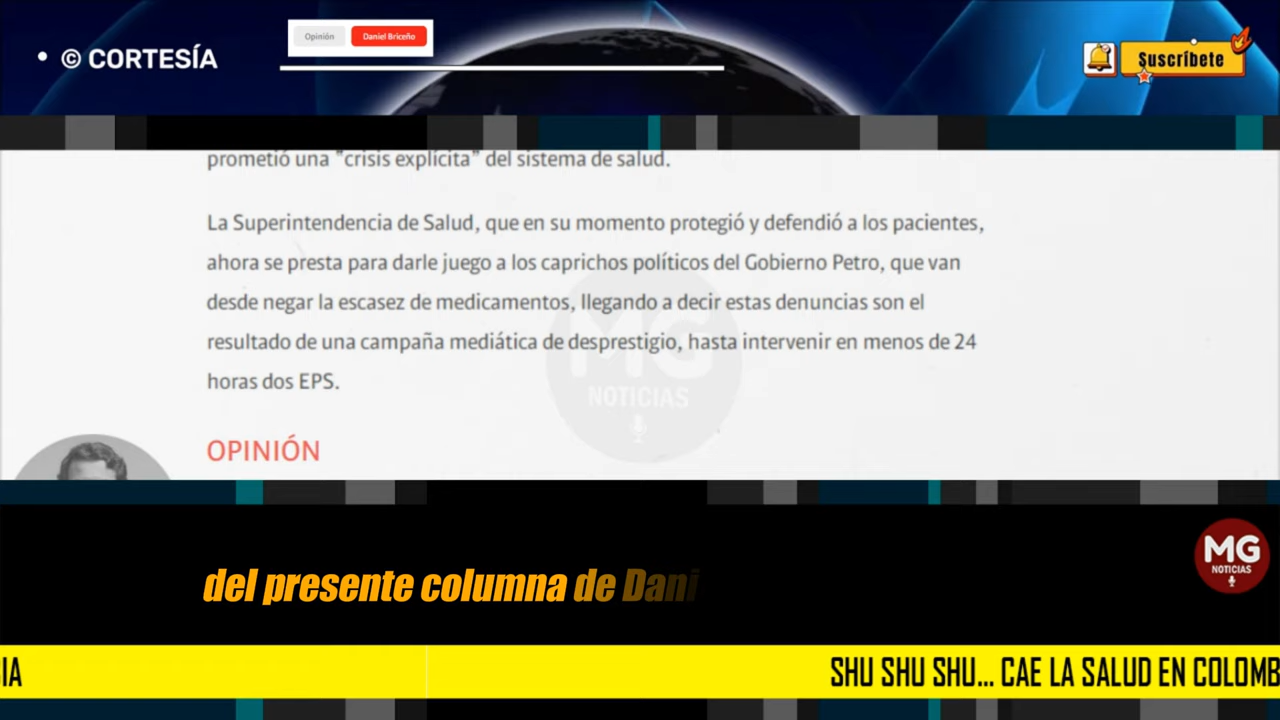 • © CORTESÍA
Opinión
Daniel Briceño
Suscríbete
prometió una "crisis explícita" del sistema de salud.
La Superintendencia de Salud, que en su momento protegió y defendió a los pacientes,
ahora se presta para darle juego a los caprichos políticos del Gobierno Petro, que van
desde negar la escasez de medicamentos, llegando a decir estas denuncias son el
resultado de una campaña mediática de desprestigio, hasta intervenir en menos de 24
horas dos EPS.
MG
NOTICIAS
OPINIÓN
del presente columna de Dani
MG
NOTICIAS
IA
SHU SHU SHU... CAE LA SALUD EN COLOMB